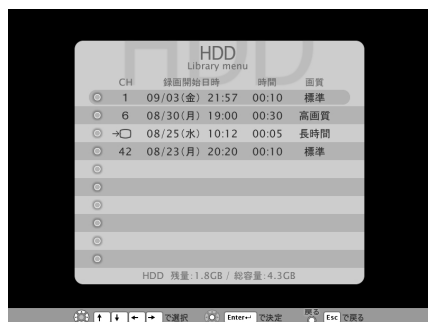 HDD
Library menu
CH 録画開始日時 時間 画質
1 09/03(金) 21:57 00:10 標準
6 08/30(月) 19:00 00:30 高画質
→ 08/25(水) 10:12 00:05 長時間
42 08/23(月) 20:20 00:10 標準
HDD 残量:1.8GB / 総容量:4.3GB
↑ ↓ ← → で選択 Enter↵ で決定 戻る Esc で戻る